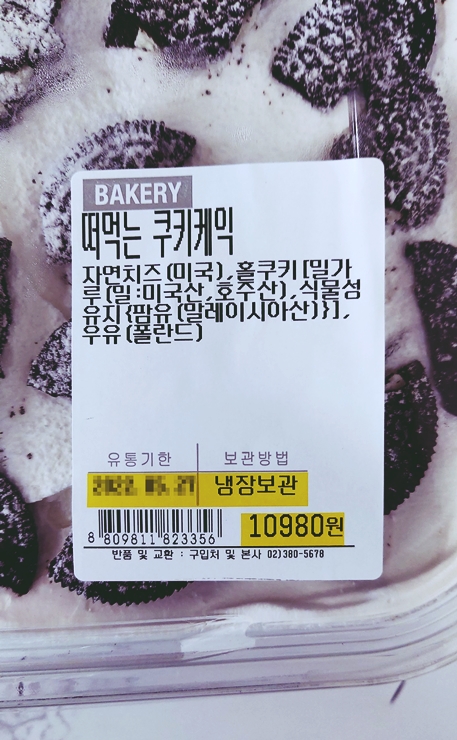 BAKERY
떠먹는 쿠키케익
자연치즈(미국),홀쿠키[밀가
루(밀:미국산,호주산),식물성
유지{팜유(말레이시아산)}],
우유(폴란드)
유통기한 보관방법
냉장보관
8 809811 823356
10980원
반품 및 교환 : 구입처 및 본사 02)380-5678